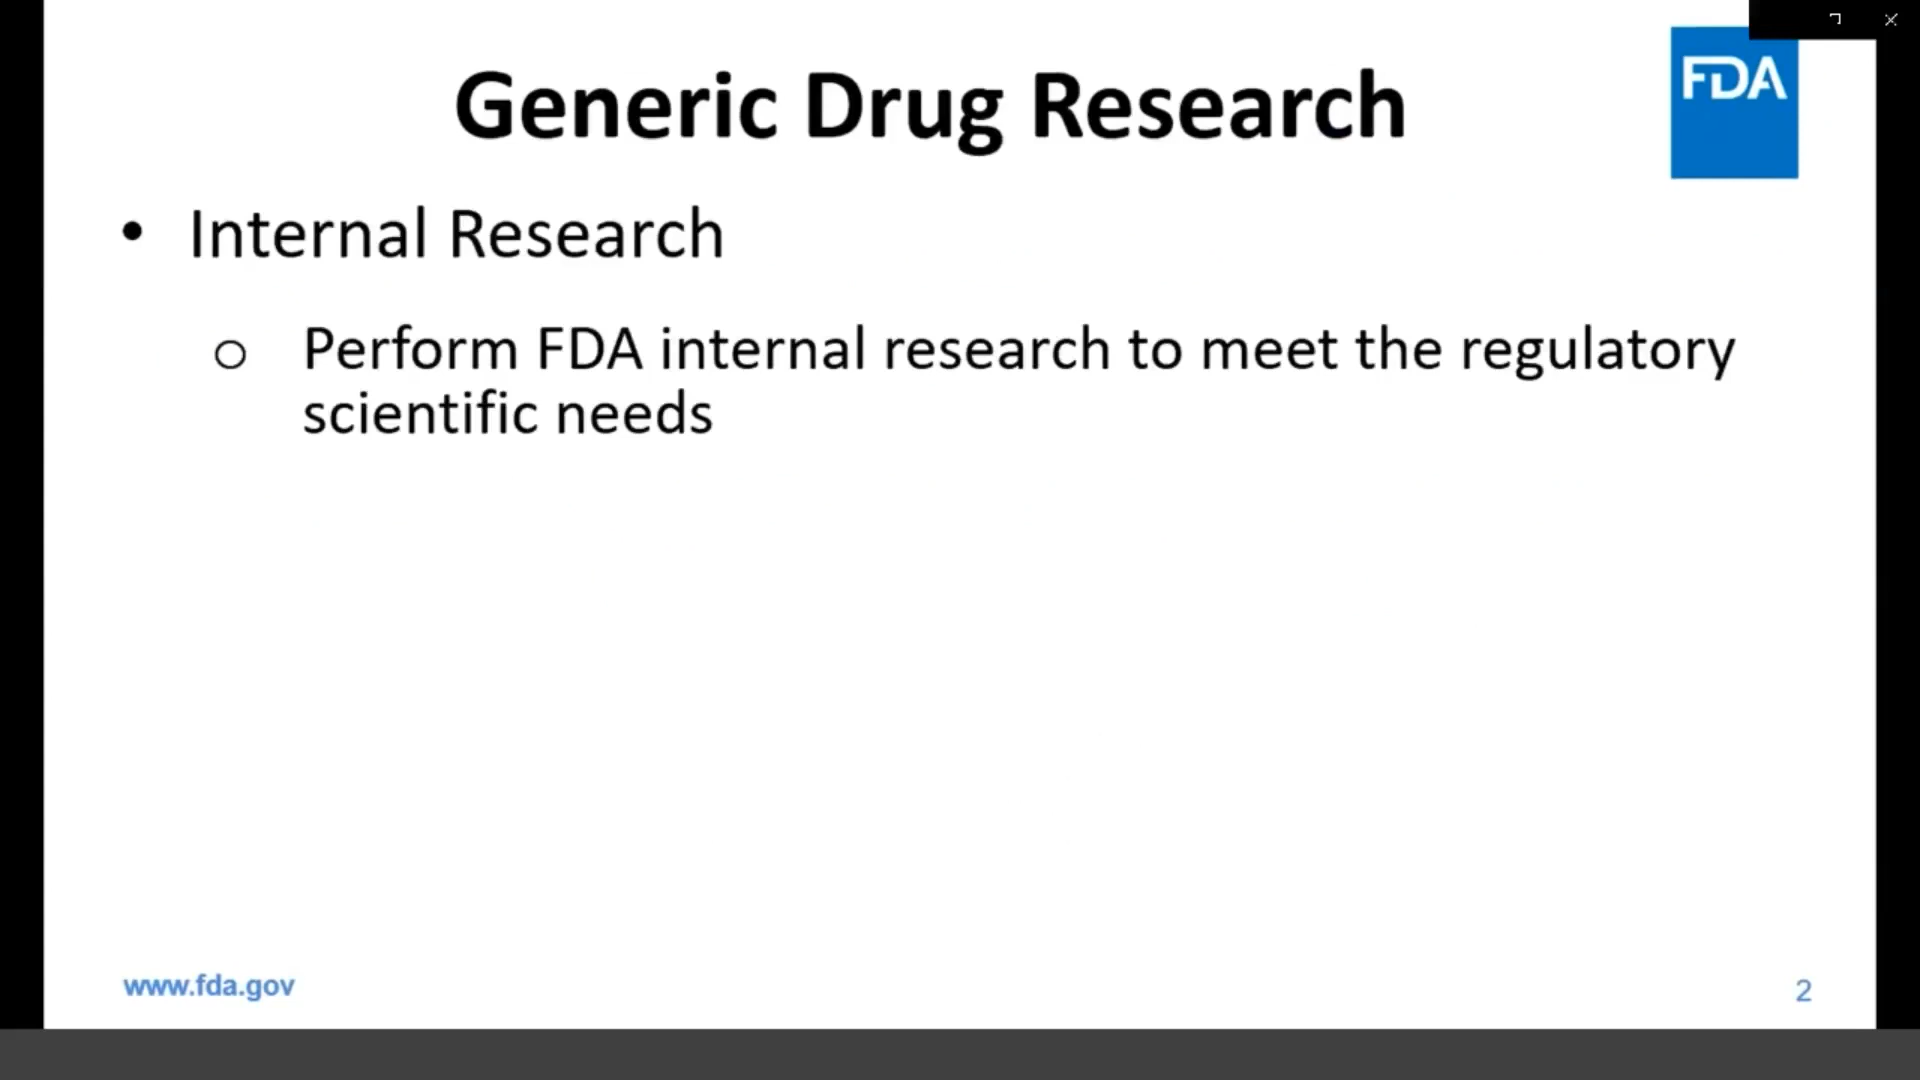 Generic Drug Research
FDA
• Internal Research
o Perform FDA internal research to meet the regulatory
scientific needs
www.fda.gov
2